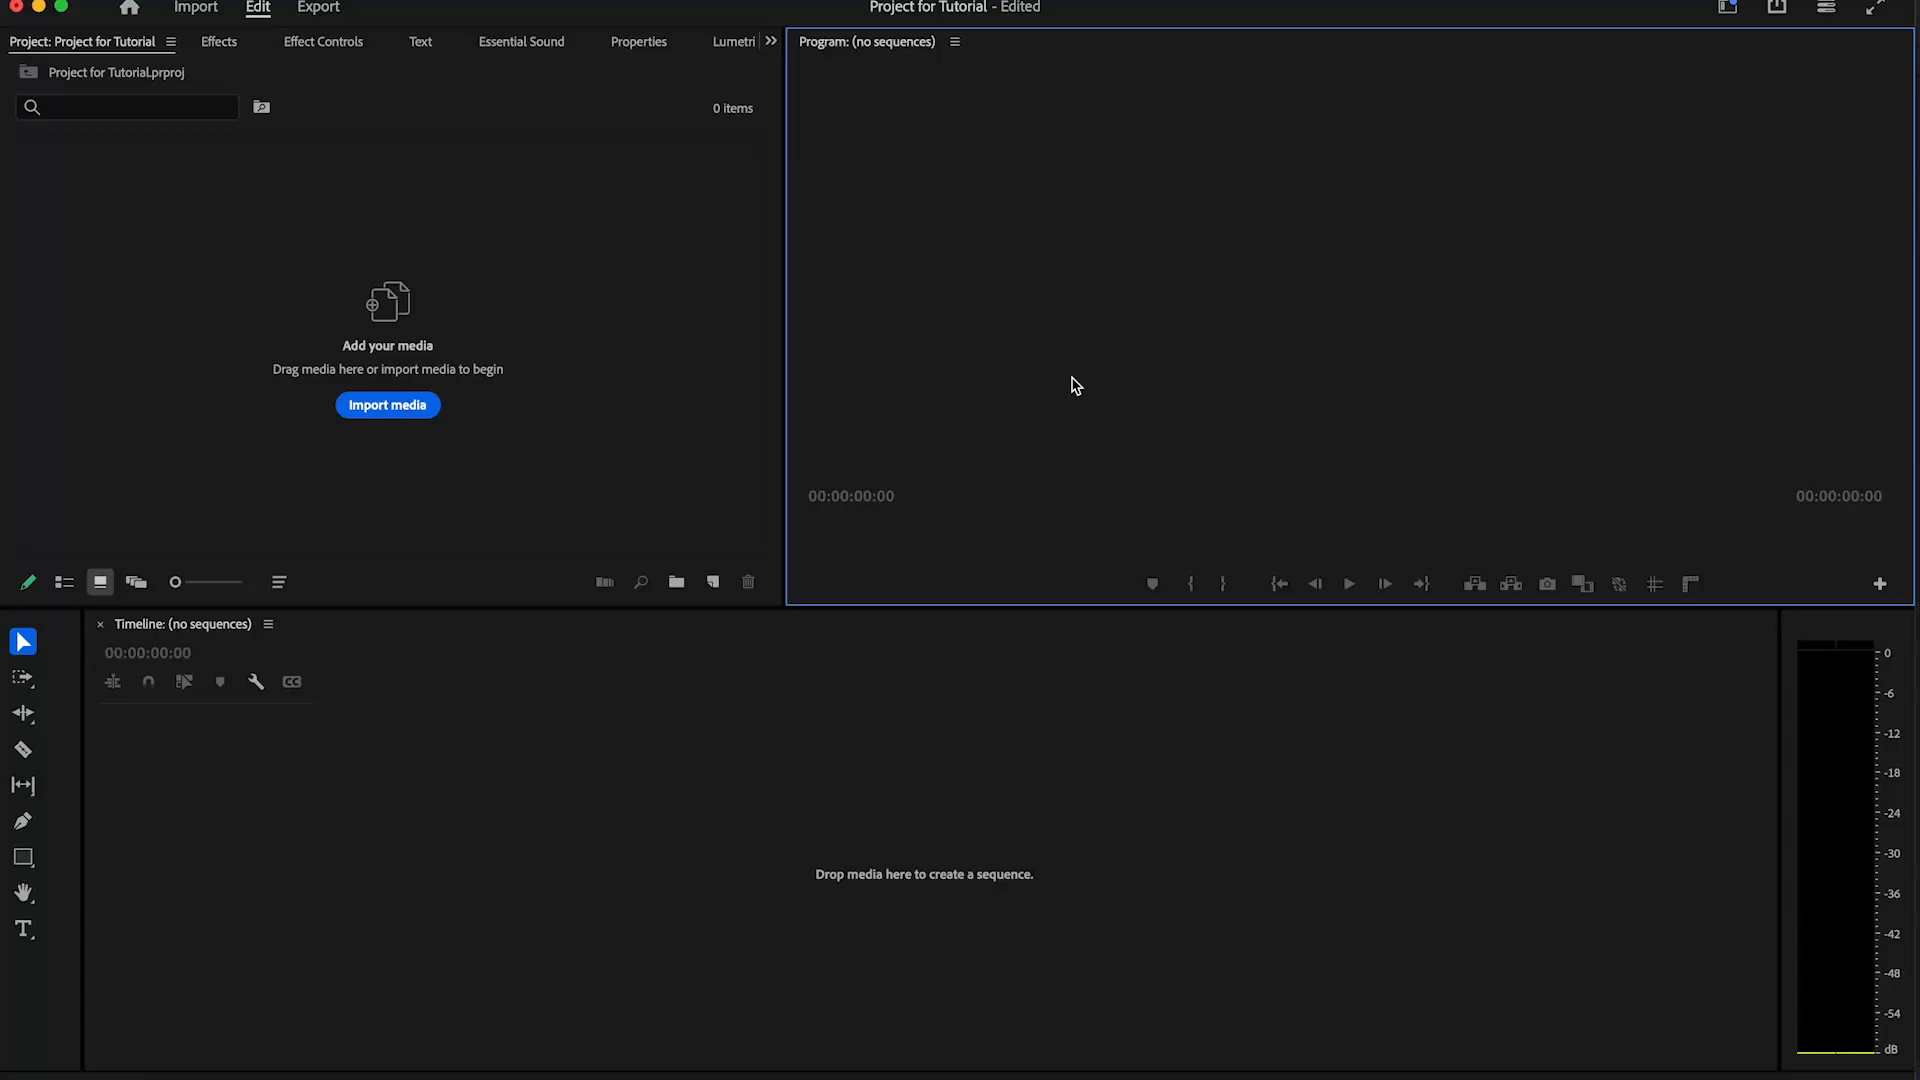 Import
Edit
Export
Project for Tutorial - Edited
Project: Project for Tutorial
Effects
Effect Controls
Text
Essential Sound
Properties
Lumetri
Program: (no sequences)
Project for Tutorial.prproj
0 items
Add your media
Drag media here or import media to begin
Import media
00:00:00:00
00:00:00:00
Timeline: (no sequences)
00:00:00:00
CC
Drop media here to create a sequence.
0
-6
-12
-18
-24
-30
-36
-42
-48
-54
dB